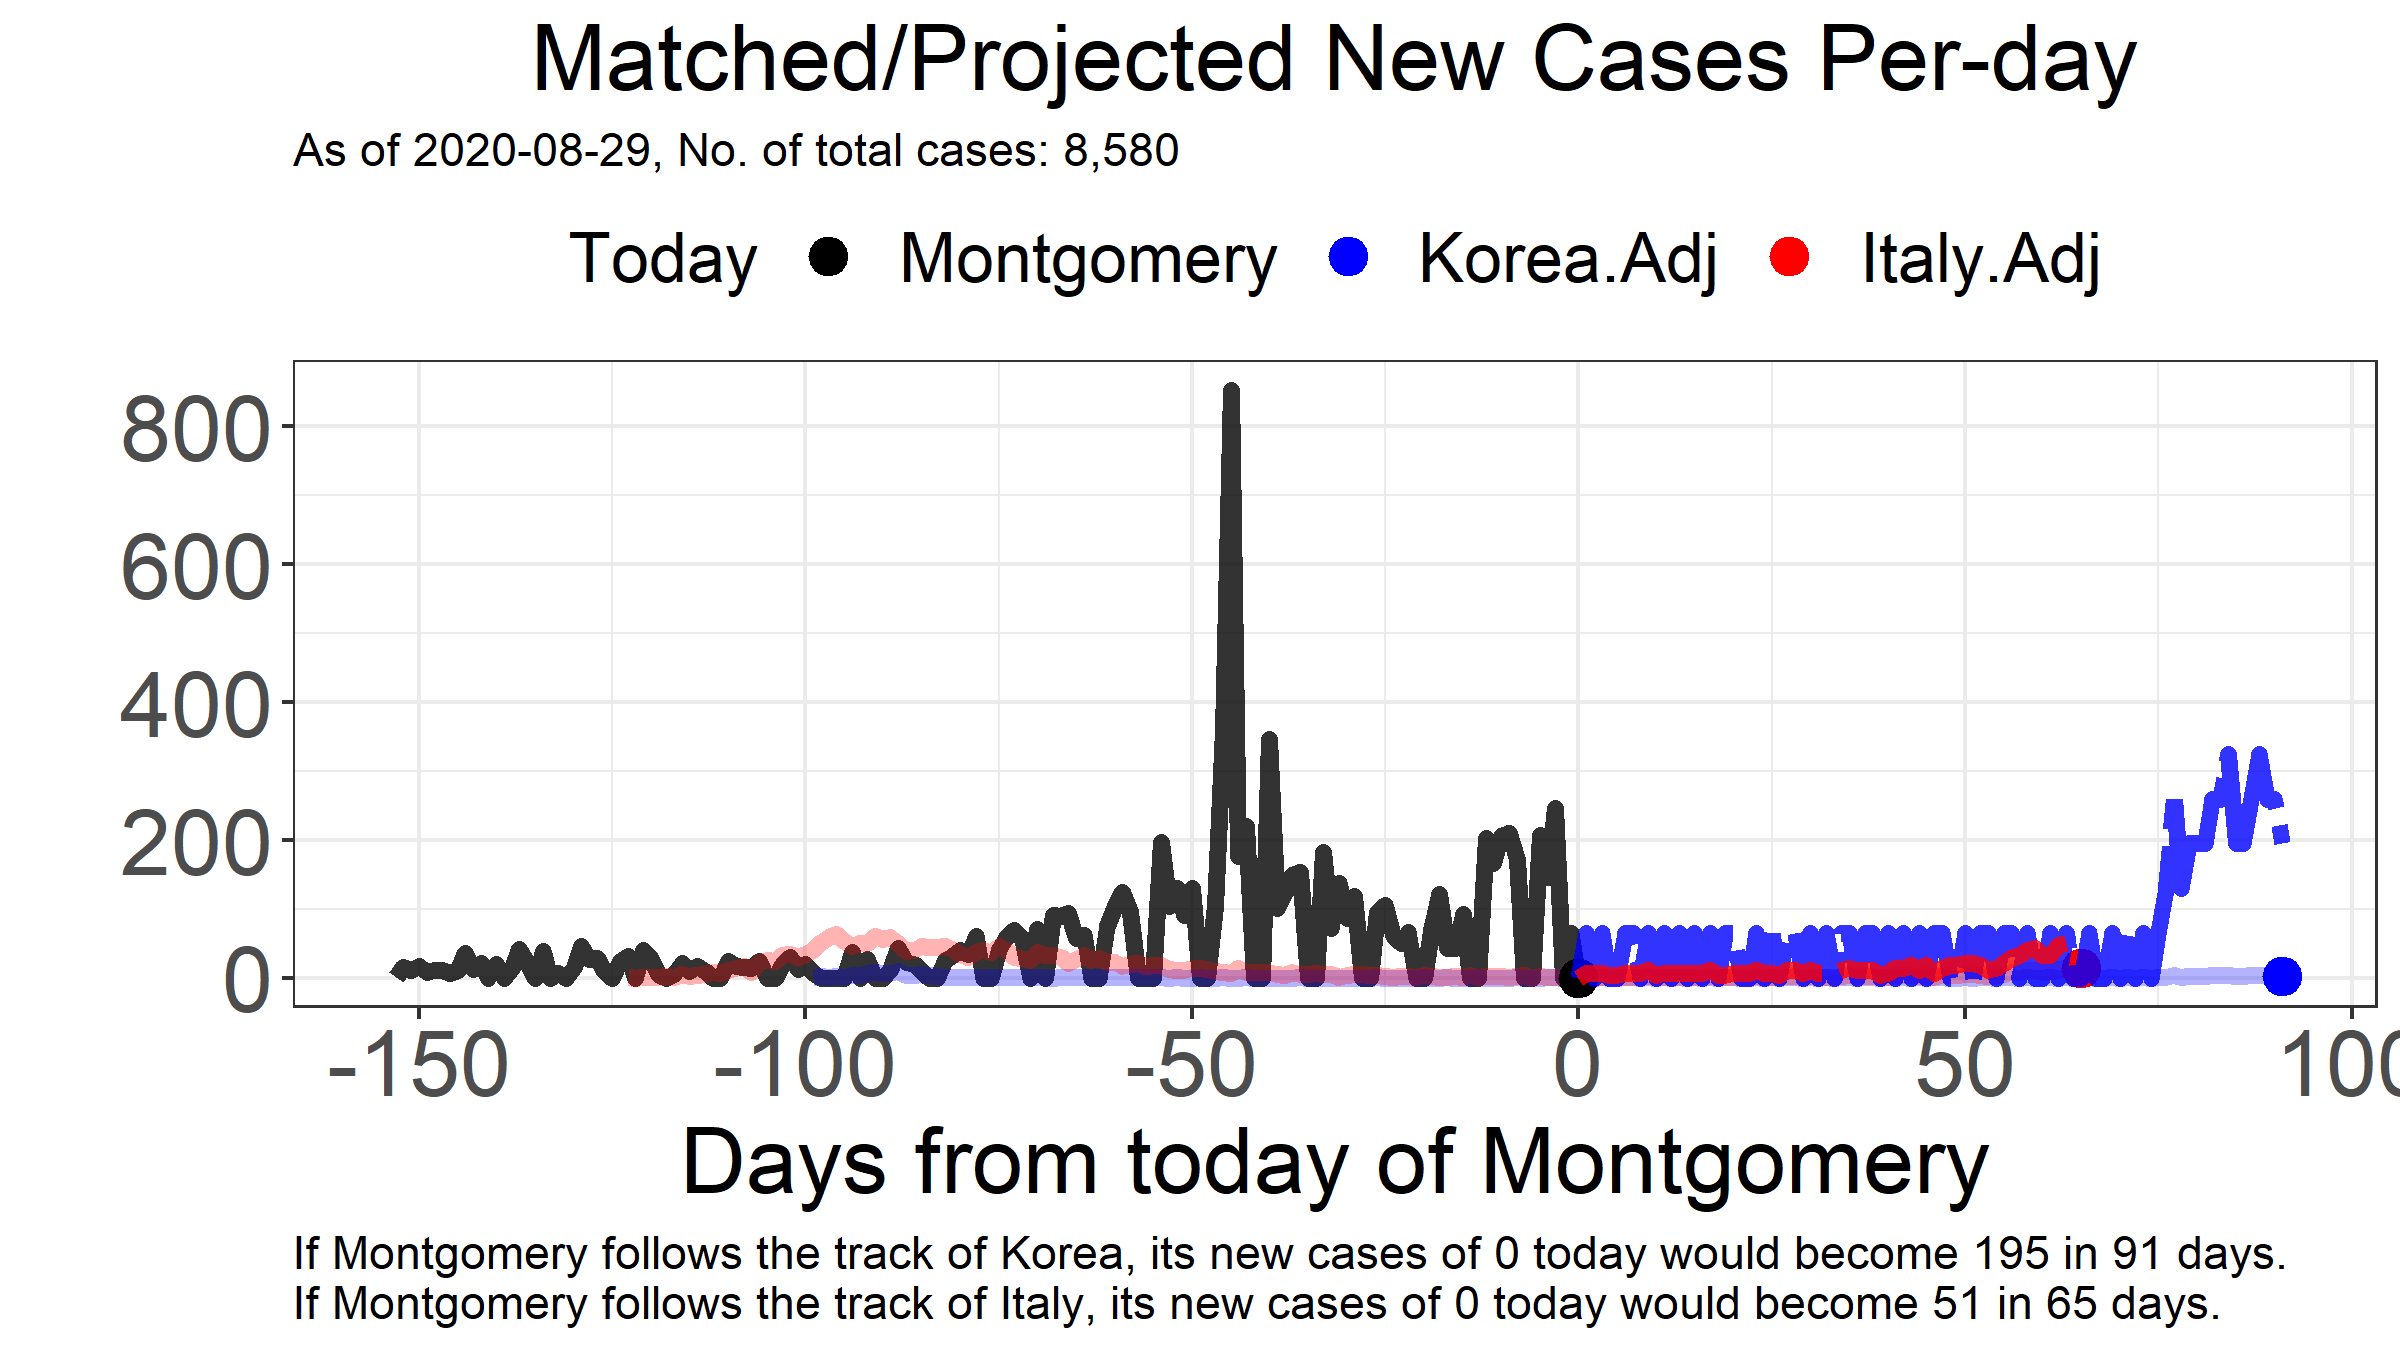 Matched/Projected New Cases Per-day
As of 2020-08-29, No. of total cases: 8,580
Today Montgomery Korea.Adj Italy.Adj
800
600
400
200
0
-150 -100 -50 0 50 100
Days from today of Montgomery
If Montgomery follows the track of Korea, its new cases of 0 today would become 195 in 91 days.
If Montgomery follows the track of Italy, its new cases of 0 today would become 51 in 65 days.